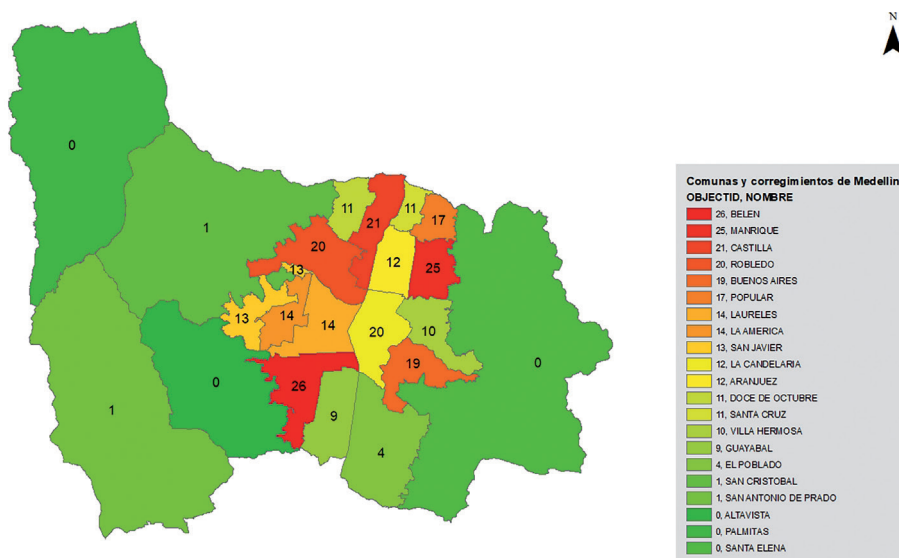 N
0
11
11
21
17
1
20
12
13
25
13
14
14
20
10
19
0
0
26
1
9
4
Comunas y corregimientos de Medellin
OBJECTID, NOMBRE
26, BELEN
25, MANRIQUE
21, CASTILLA
20, ROBLEDO
19, BUENOS AIRES
17, POPULAR
14, LAURELES
14, LA AMERICA
13, SAN JAVIER
12, LA CANDELARIA
12, ARANJUEZ
11, DOCE DE OCTUBRE
11, SANTA CRUZ
10, VILLA HERMOSA
9, GUAYABAL
4, EL POBLADO
1, SAN CRISTOBAL
1, SAN ANTONIO DE PRADO
0, ALTAVISTA
0, PALMITAS
0, SANTA ELENA